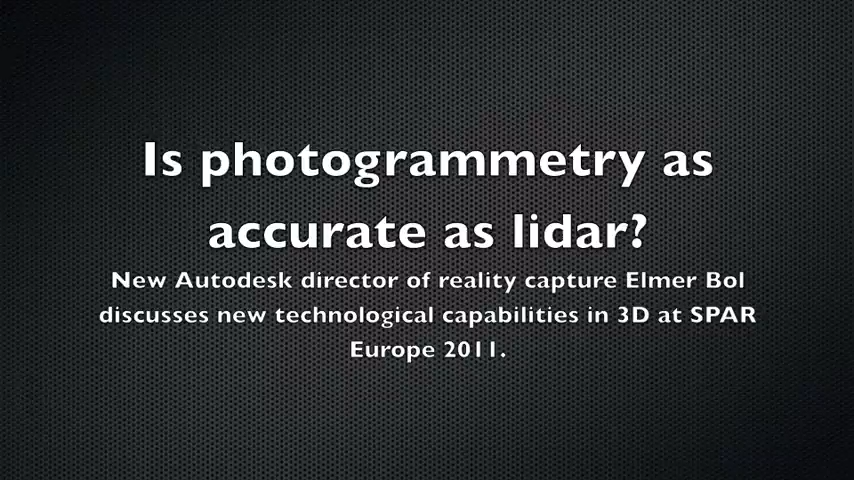 Is photogrammetry as
accurate as lidar?
New Autodesk director of reality capture Elmer Bol
discusses new technological capabilities in 3D at SPAR
Europe 2011.